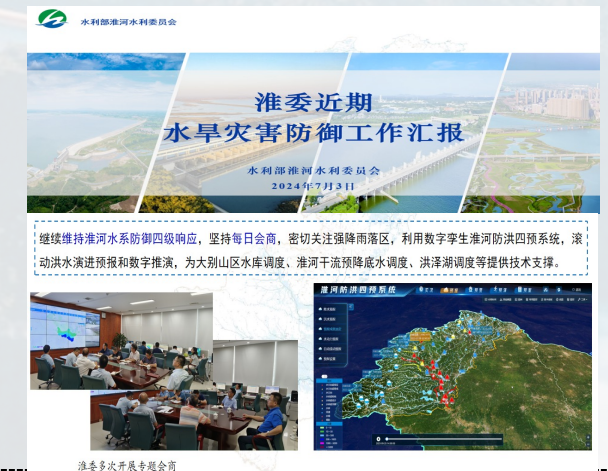 水利部淮河水利委员会
淮委近期
水旱灾害防御工作汇报
水利部淮河水利委员会
2024年7月3日
继续维持淮河水系防御四级响应，坚持每日会商，密切关注强降雨落区，利用数字孪生淮河防洪四预系统，滚
动洪水演进预报和数字推演，为大别山区水库调度、淮河干流预降底水调度、洪泽湖调度等提供技术支撑。
淮河防洪四预系统
淮委多次开展专题会商